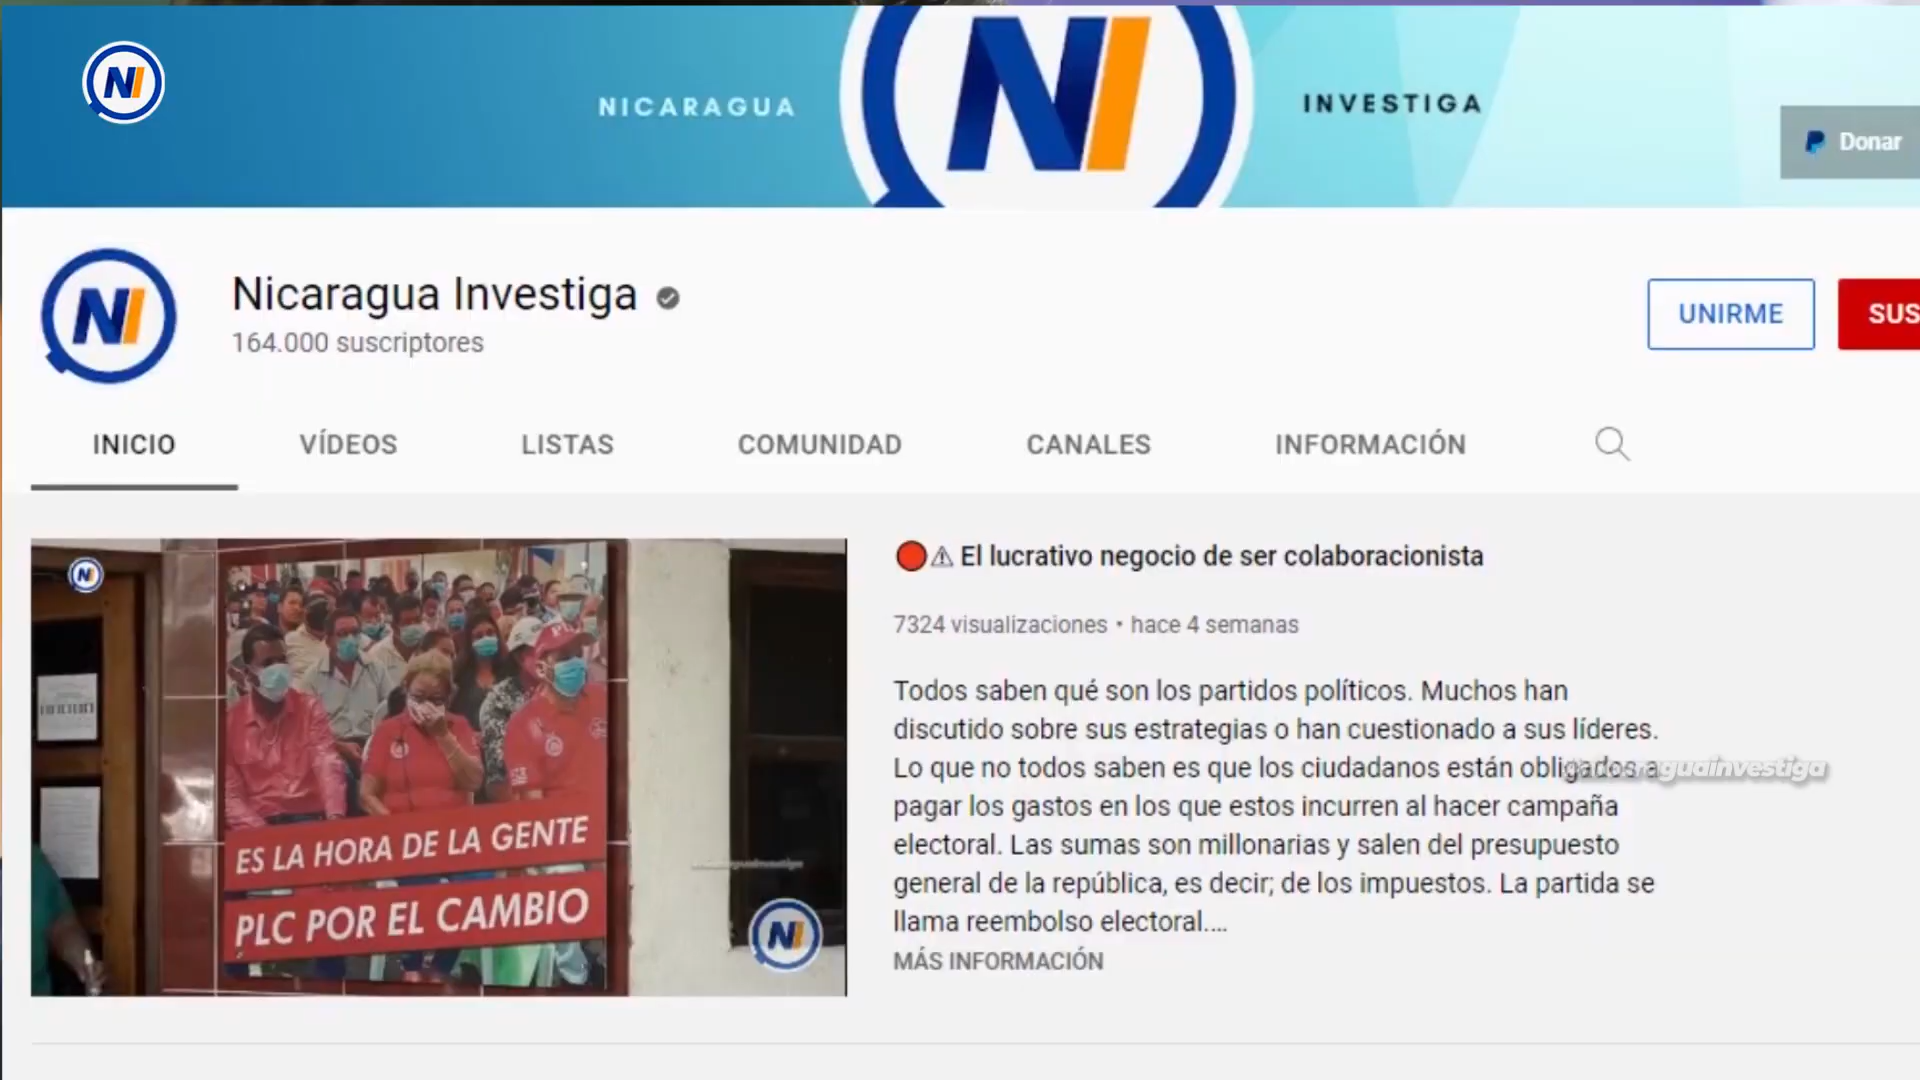 NI
NICARAGUA
NI
INVESTIGA
Donar
NI
Nicaragua Investiga
164.000 suscriptores
UNIRME
SUS
INICIO
VÍDEOS
LISTAS
COMUNIDAD
CANALES
INFORMACIÓN
NI
ES LA HORA DE LA GENTE
PLC POR EL CAMBIO
NI
El lucrativo negocio de ser colaboracionista
7324 visualizaciones • hace 4 semanas
Todos saben qué son los partidos políticos. Muchos han
discutido sobre sus estrategias o han cuestionado a sus líderes.
Lo que no todos saben es que los ciudadanos están obligados a
pagar los gastos en los que estos incurren al hacer campaña
electoral. Las sumas son millonarias y salen del presupuesto
general de la república, es decir; de los impuestos. La partida se
llama reembolso electoral....
MÁS INFORMACIÓN